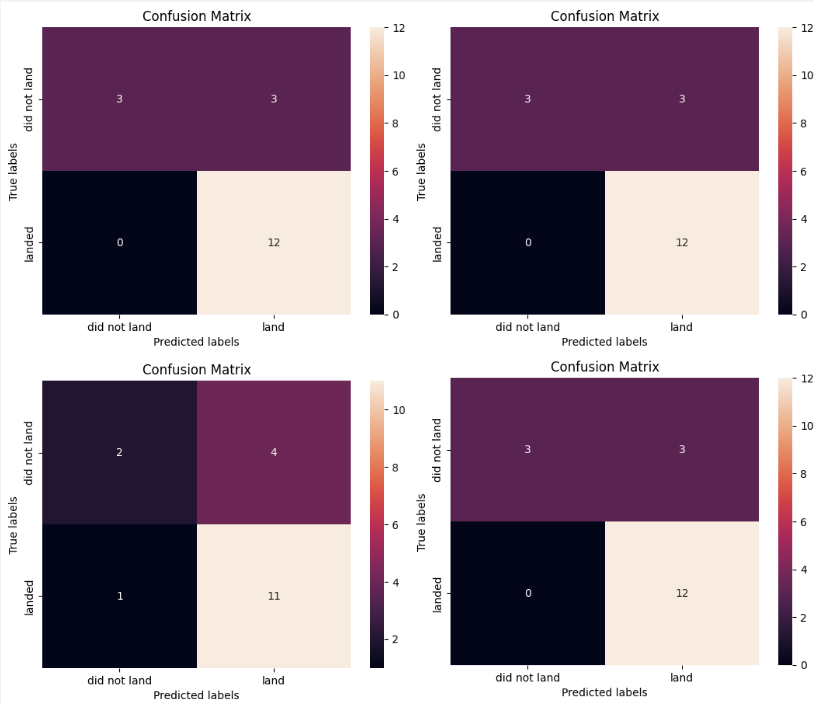 Confusion Matrix
did not land
landed
True labels
3 3
0 12
did not land land
Predicted labels
12
10
8
6
4
2
0
Confusion Matrix
did not land
landed
True labels
3 3
0 12
did not land land
Predicted labels
12
10
8
6
4
2
0
Confusion Matrix
did not land
landed
True labels
2 4
1 11
did not land land
Predicted labels
10
8
6
4
2
Confusion Matrix
did not land
landed
True labels
3 3
0 12
did not land land
Predicted labels
12
10
8
6
4
2
0